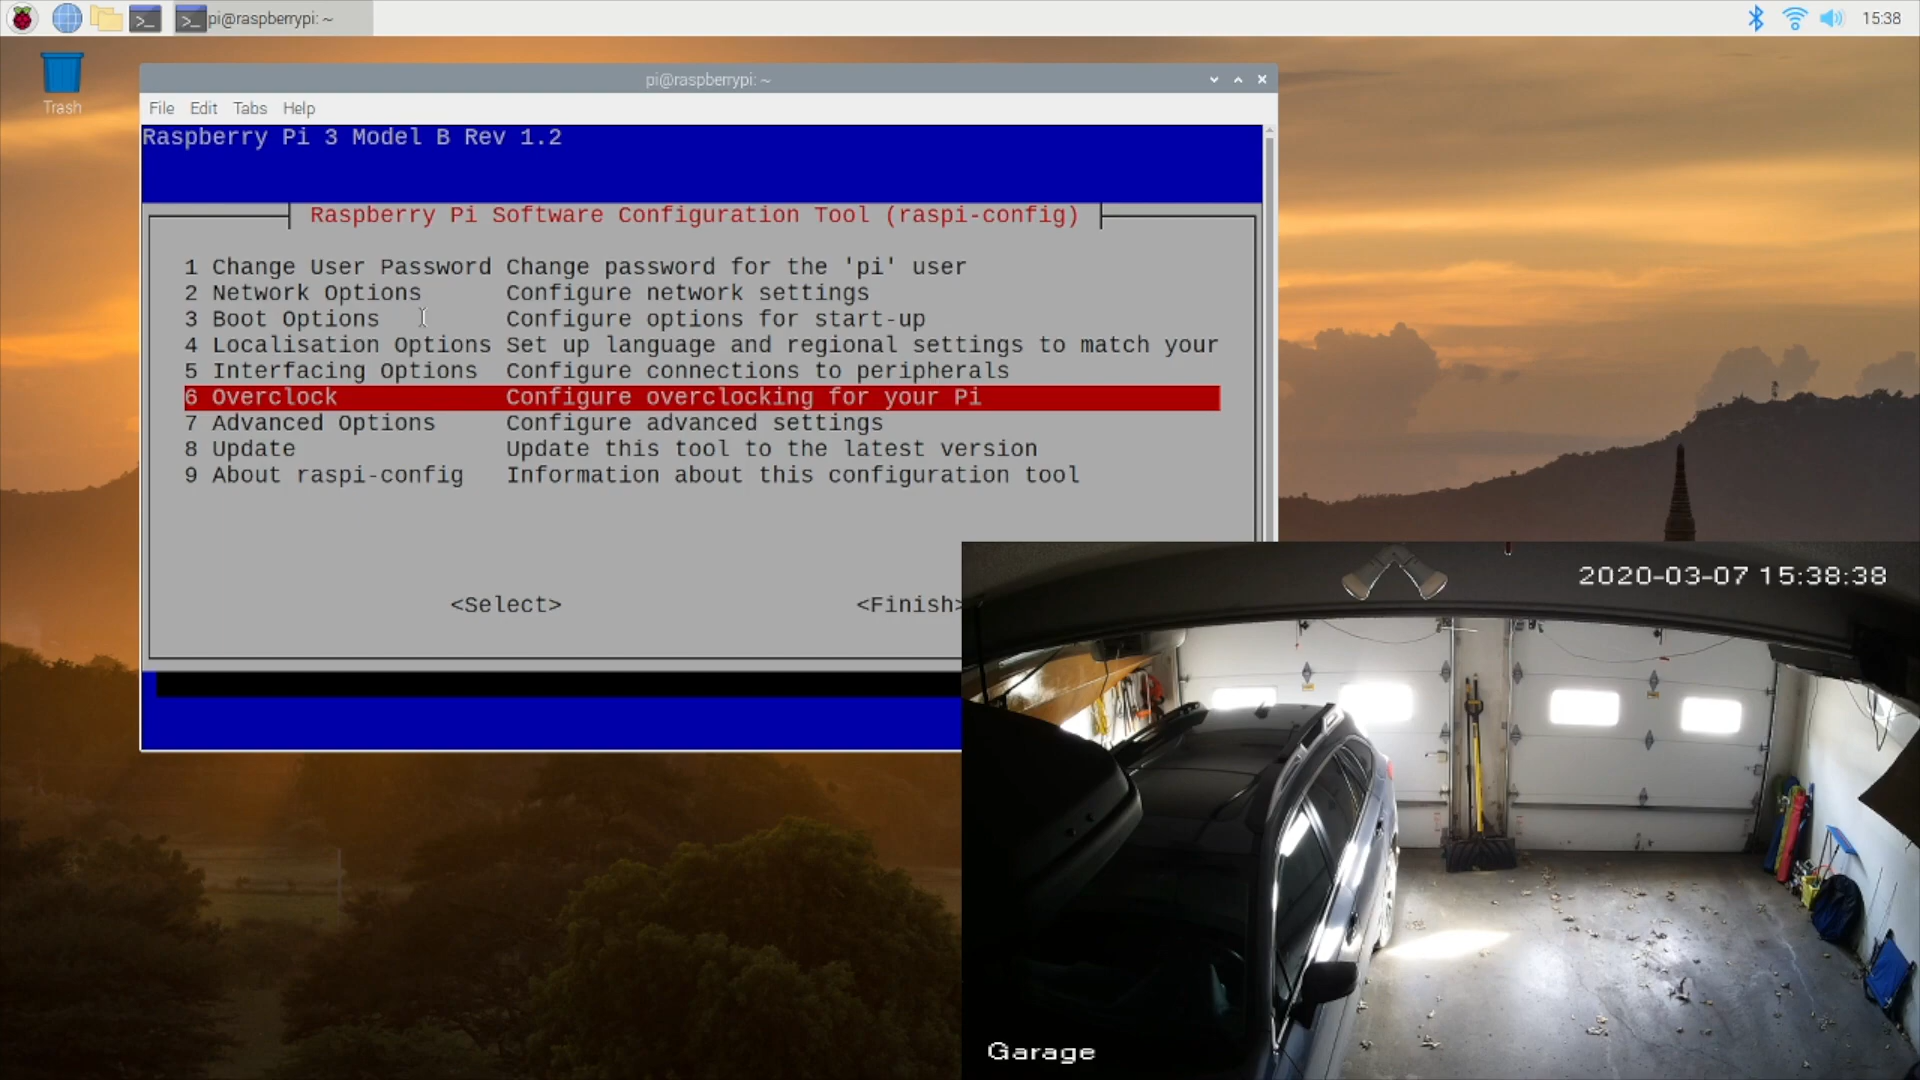 pi@raspberrypi: ~
15:38
Trash
pi@raspberrypi: ~
File Edit Tabs Help
Raspberry Pi 3 Model B Rev 1.2
Raspberry Pi Software Configuration Tool (raspi-config)
1 Change User Password Change password for the 'pi' user
2 Network Options Configure network settings
3 Boot Options Configure options for start-up
4 Localisation Options Set up language and regional settings to match your
5 Interfacing Options Configure connections to peripherals
6 Overclock Configure overclocking for your Pi
7 Advanced Options Configure advanced settings
8 Update Update this tool to the latest version
9 About raspi-config Information about this configuration tool
<Select> <Finish>
2020-03-07 15:38:38
Garage